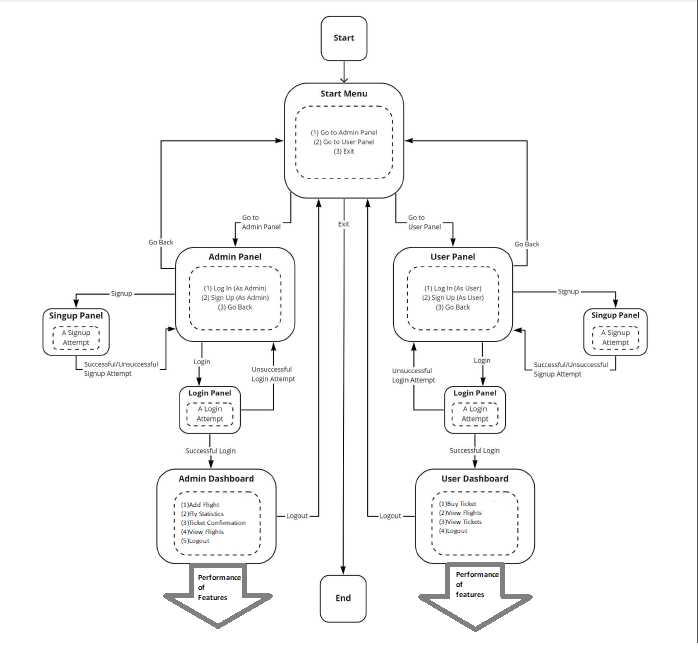 Start
Start Menu
(1) Go to Admin Panel
(2) Go to User Panel
(3) Exit
Go to
Admin Panel
Go to
User Panel
Exit
Go Back
Go Back
Admin Panel
(1) Log In (As Admin)
(2) Sign Up (As Admin)
(3) Go Back
User Panel
(1) Log In (As User)
(2) Sign Up (As User)
(3) Go Back
Signup
Signup
Singup Panel
A Signup
Attempt
Singup Panel
A Signup
Attempt
Successful/Unsuccessful
Signup Attempt
Login
Unsuccessful
Login Attempt
Unsuccessful
Login Attempt
Login
Successful/Unsuccessful
Signup Attempt
Login Panel
A Login
Attempt
Login Panel
A Login
Attempt
Successful Login
Successful Login
Admin Dashboard
(1)Add Flight
(2)Fly Statistics
(3)Ticket Confirmation
(4)View Flights
(5)Logout
User Dashboard
(1)Buy Ticket
(2)View Flights
(3)View Tickets
(4)Logout
Logout
Logout
Performance
of
Features
Performance
of
features
End